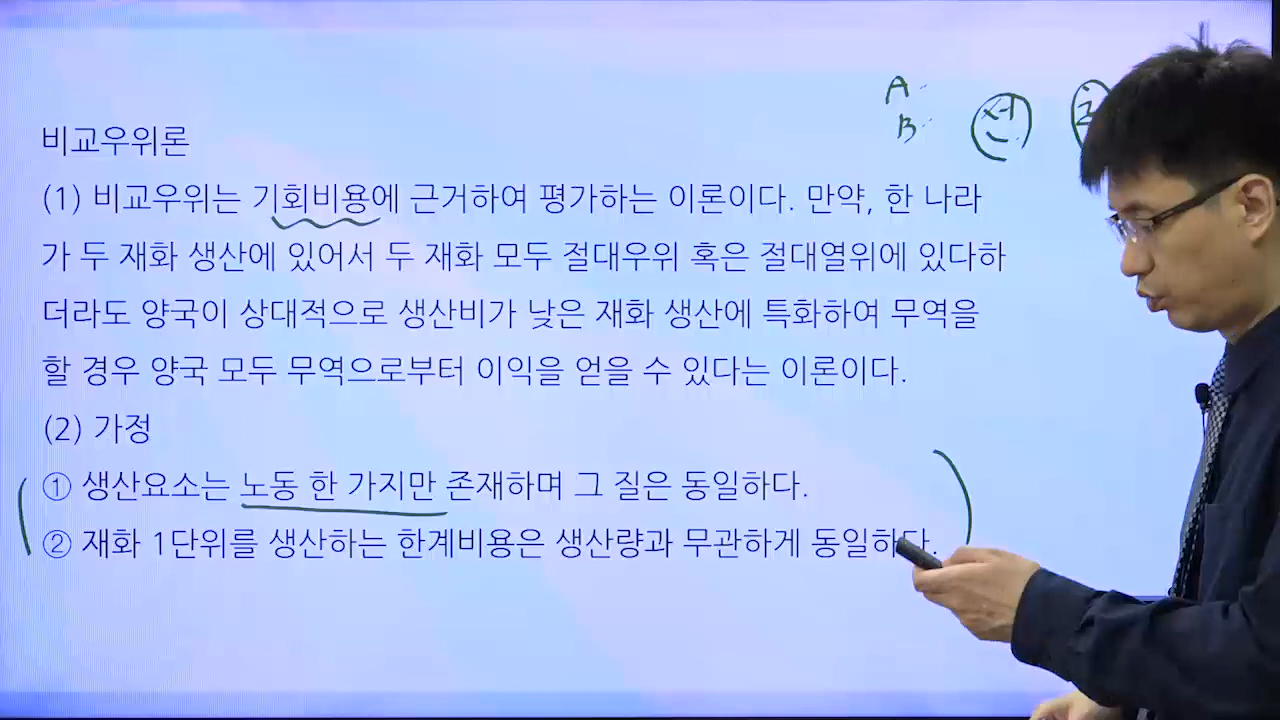 A
B
비교우위론
(1) 비교우위는 기회비용에 근거하여 평가하는 이론이다. 만약, 한 나라
가 두 재화 생산에 있어서 두 재화 모두 절대우위 혹은 절대열위에 있다하
더라도 양국이 상대적으로 생산비가 낮은 재화 생산에 특화하여 무역을
할 경우 양국 모두 무역으로부터 이익을 얻을 수 있다는 이론이다.
(2) 가정
① 생산요소는 노동 한 가지만 존재하며 그 질은 동일하다.
② 재화 1단위를 생산하는 한계비용은 생산량과 무관하게 동일하다.